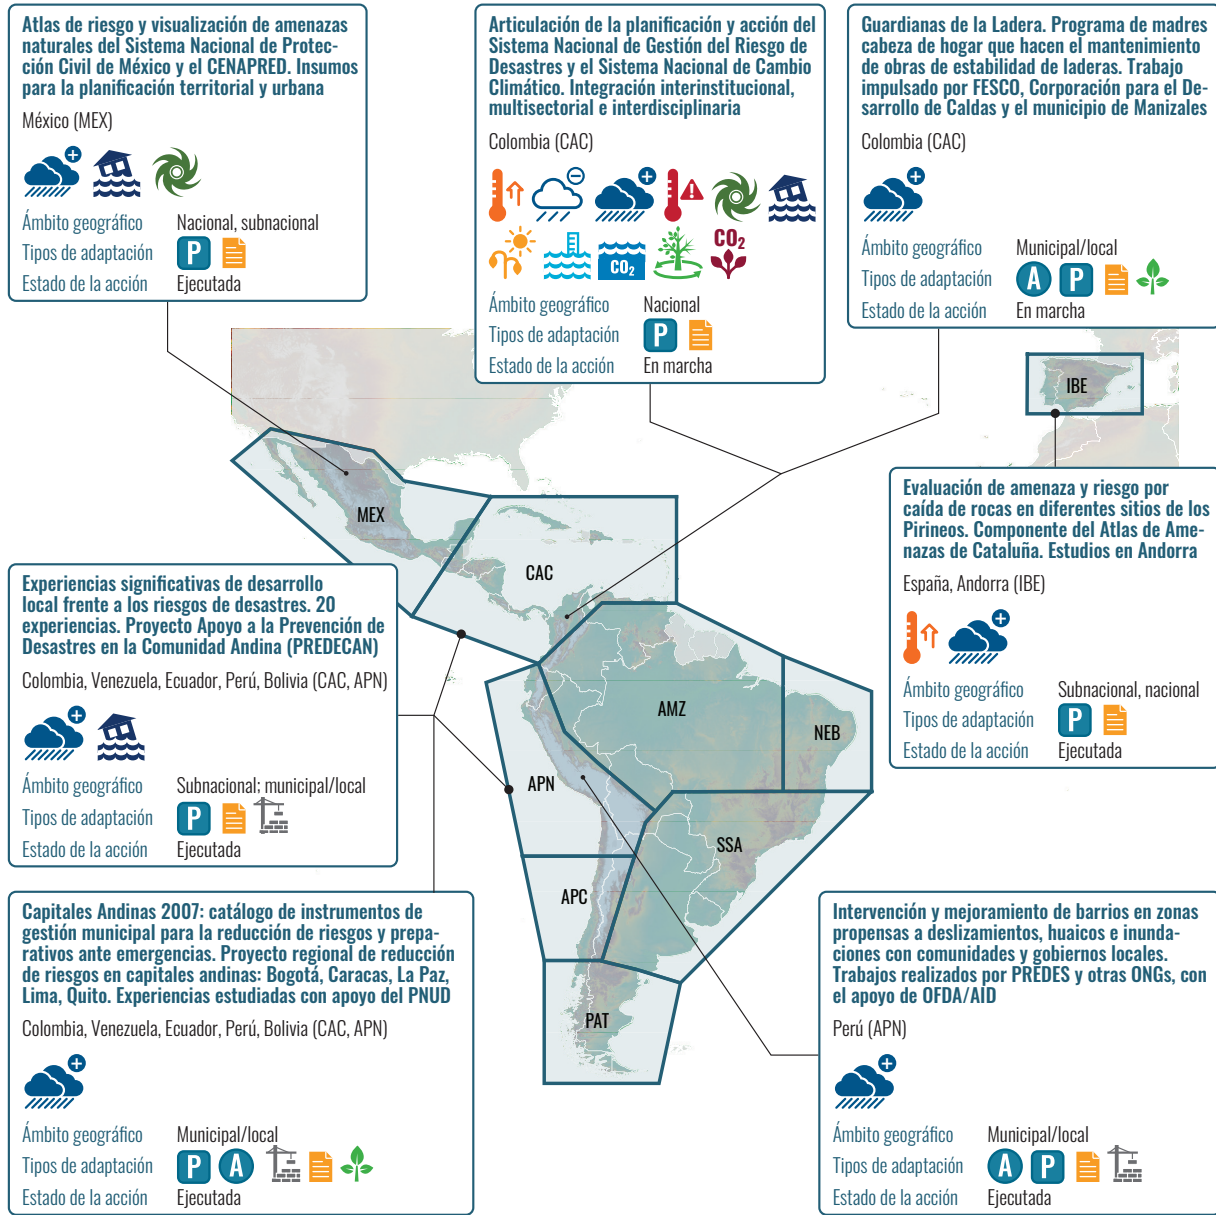 Atlas de riesgo y visualización de amenazas
naturales del Sistema Nacional de Protec-
ción Civil de México y el CENAPRED. Insumos
para la planificación territorial y urbana
México (MEX)
Ámbito geográfico Nacional, subnacional
Tipos de adaptación P
Estado de la acción Ejecutada
Articulación de la planificación y acción del
Sistema Nacional de Gestión del Riesgo de
Desastres y el Sistema Nacional de Cambio
Climático. Integración interinstitucional,
multisectorial e interdisciplinaria
Colombia (CAC)
CO2
CO2
Ámbito geográfico Nacional
Tipos de adaptación P
Estado de la acción En marcha
Guardianas de la Ladera. Programa de madres
cabeza de hogar que hacen el mantenimiento
de obras de estabilidad de laderas. Trabajo
impulsado por FESCO, Corporación para el De-
sarrollo de Caldas y el municipio de Manizales
Colombia (CAC)
Ámbito geográfico Municipal/local
Tipos de adaptación A P
Estado de la acción En marcha
IBE
MEX
CAC
AMZ
NEB
APN
SSA
APC
PAT
Evaluación de amenaza y riesgo por
caída de rocas en diferentes sitios de los
Pirineos. Componente del Atlas de Ame-
nazas de Cataluña. Estudios en Andorra
España, Andorra (IBE)
Ámbito geográfico Subnacional, nacional
Tipos de adaptación P
Estado de la acción Ejecutada
Experiencias significativas de desarrollo
local frente a los riesgos de desastres. 20
experiencias. Proyecto Apoyo a la Prevención de
Desastres en la Comunidad Andina (PREDECAN)
Colombia, Venezuela, Ecuador, Perú, Bolivia (CAC, APN)
Ámbito geográfico Subnacional; municipal/local
Tipos de adaptación P
Estado de la acción Ejecutada
Capitales Andinas 2007: catálogo de instrumentos de
gestión municipal para la reducción de riesgos y prepa-
rativos ante emergencias. Proyecto regional de reducción
de riesgos en capitales andinas: Bogotá, Caracas, La Paz,
Lima, Quito. Experiencias estudiadas con apoyo del PNUD
Colombia, Venezuela, Ecuador, Perú, Bolivia (CAC, APN)
Ámbito geográfico Municipal/local
Tipos de adaptación P A
Estado de la acción Ejecutada
Intervención y mejoramiento de barrios en zonas
propensas a deslizamientos, huaicos e inunda-
ciones con comunidades y gobiernos locales.
Trabajos realizados por PREDES y otras ONGs, con
el apoyo de OFDA/AID
Perú (APN)
Ámbito geográfico Municipal/local
Tipos de adaptación A P
Estado de la acción Ejecutada